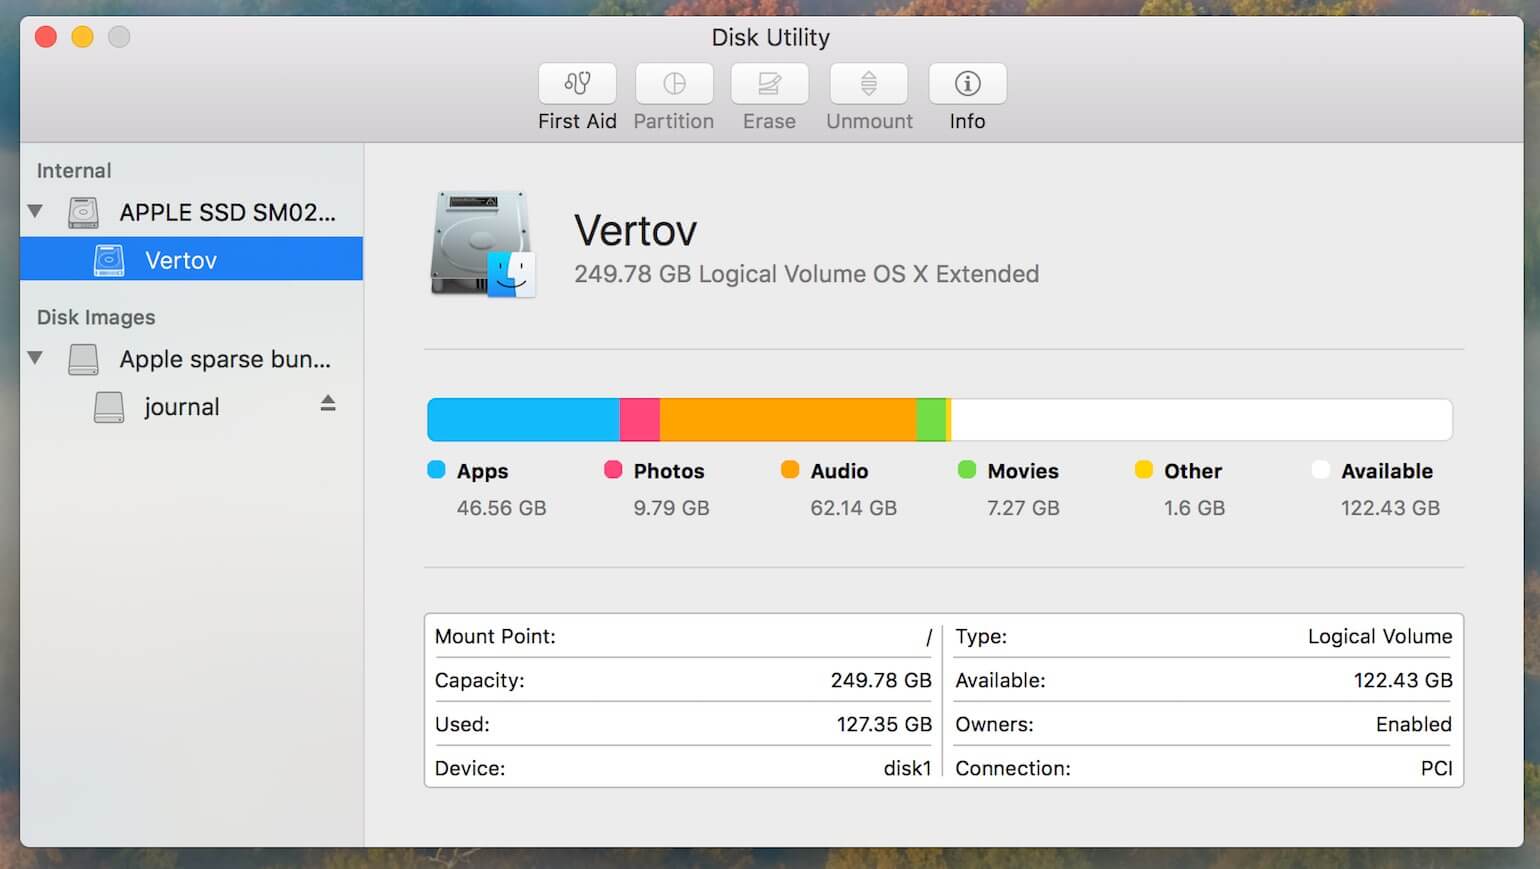 Disk Utility
First Aid Partition Erase Unmount Info
Internal
APPLE SSD SM02...
Vertov
Disk Images
Apple sparse bun...
journal
Vertov
249.78 GB Logical Volume OS X Extended
Apps Photos Audio Movies Other Available
46.56 GB 9.79 GB 62.14 GB 7.27 GB 1.6 GB 122.43 GB
Mount Point: / Type: Logical Volume
Capacity: 249.78 GB Available: 122.43 GB
Used: 127.35 GB Owners: Enabled
Device: disk1 Connection: PCI